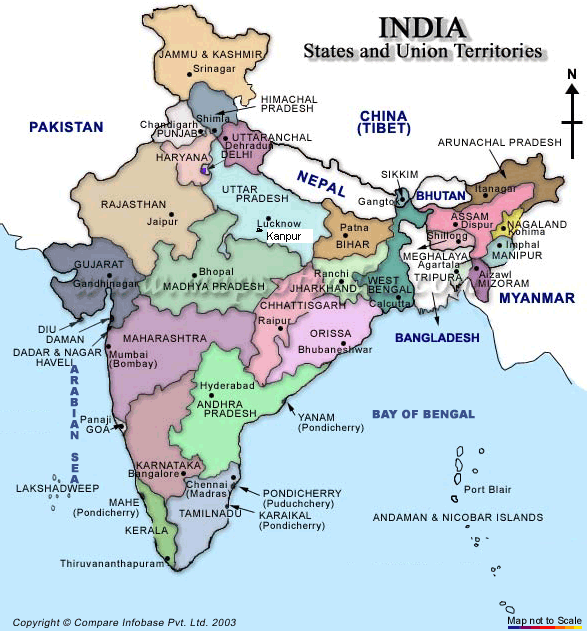 INDIA
States and Union Territories
N
JAMMU & KASHMIR
Srinagar
HIMACHAL
PRADESH
Shimla
Chandigarh
PUNJAB
PAKISTAN
CHINA
(TIBET)
UTTARANCHAL
Dehradun
HARYANA
DELHI
ARUNACHAL PRADESH
SIKKIM
NEPAL
BHUTAN
Itanagar
Gangtok
RAJASTHAN
Jaipur
UTTAR
PRADESH
Lucknow
Kanpur
Patna
BIHAR
ASSAM
Dispur
NAGALAND
Kohima
Shillong
MEGHALAYA
Imphal
MANIPUR
Agartala
TRIPURA
Aizawl
MIZORAM
MYANMAR
GUJARAT
Gandhinagar
Bhopal
MADHYA PRADESH
Ranchi
JHARKHAND
WEST
BENGAL
Calcutta
BANGLADESH
CHHATTISGARH
Raipur
DIU
DAMAN
DADAR & NAGAR
HAVELI
MAHARASHTRA
Mumbai
(Bombay)
ORISSA
Bhubaneshwar
Hyderabad
ANDHRA
PRADESH
YANAM
(Pondicherry)
BAY OF BENGAL
ARABIAN SEA
Panaji
GOA
KARNATAKA
Bangalore
Chennai
(Madras)
PONDICHERRY
(Puduchchery)
KARAIKAL
(Pondicherry)
LAKSHADWEEP
MAHE
(Pondicherry)
TAMILNADU
KERALA
Thiruvananthapuram
Port Blair
ANDAMAN & NICOBAR ISLANDS
Copyright © Compare Infobase Pvt. Ltd. 2003
Map not to Scale